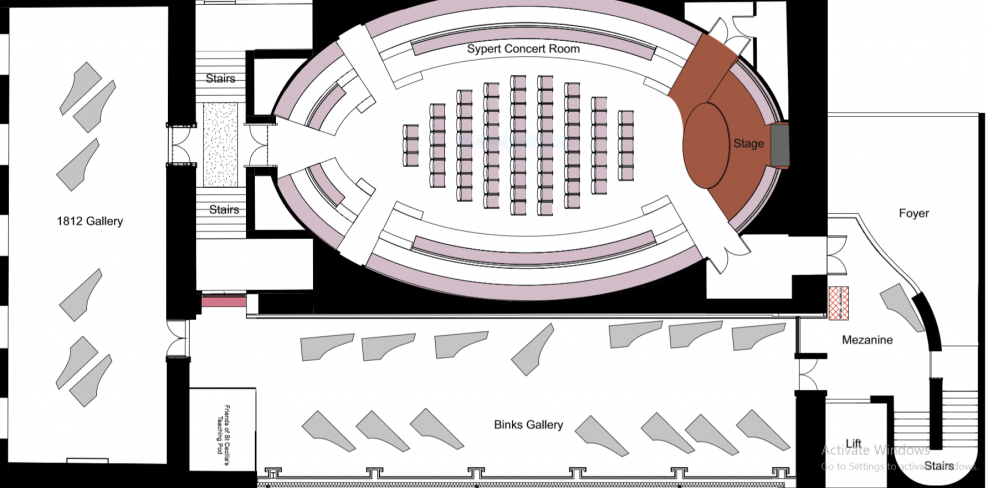 Sypert Concert Room
Stairs
Stage
Stairs
1812 Gallery
Foyer
Mezanine
Friends of St Cecilia's
Teaching Pod
Binks Gallery
Lift
Stairs
Activate Windows
Go to Settings to activate Windows.